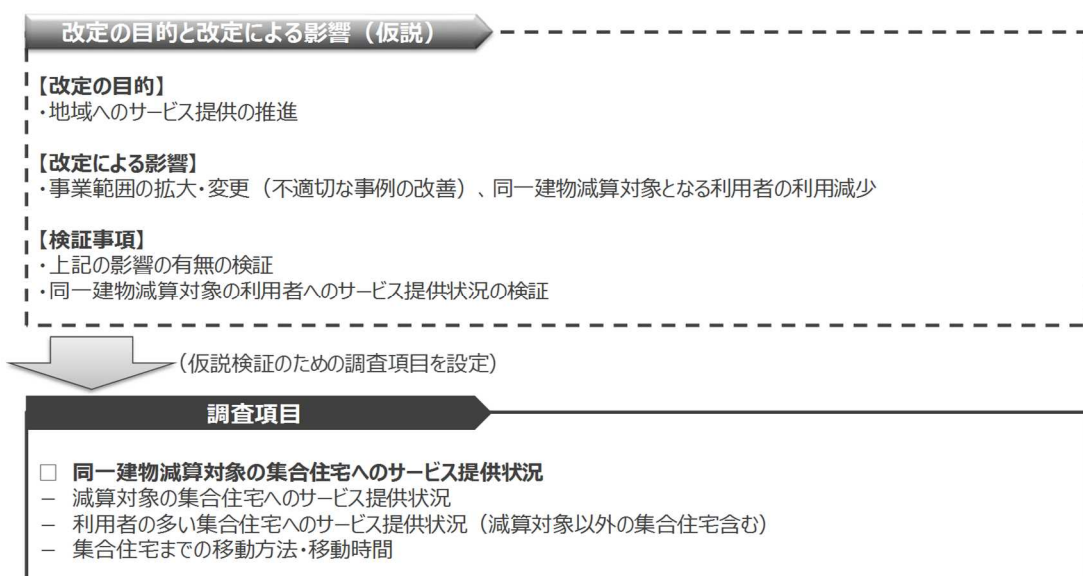 改定の目的と改定による影響（仮説）
【改定の目的】
・地域へのサービス提供の推進
【改定による影響】
・事業範囲の拡大・変更（不適切な事例の改善）、同一建物減算対象となる利用者の利用減少
【検証事項】
・上記の影響の有無の検証
・同一建物減算対象の利用者へのサービス提供状況の検証
（仮説検証のための調査項目を設定）
調査項目
□ 同一建物減算対象の集合住宅へのサービス提供状況
－ 減算対象の集合住宅へのサービス提供状況
－ 利用者の多い集合住宅へのサービス提供状況（減算対象以外の集合住宅含む）
－ 集合住宅までの移動方法・移動時間